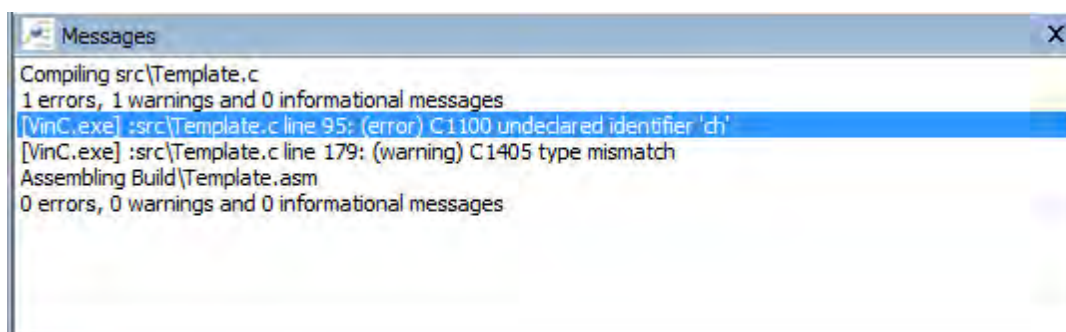 Messages
Compiling src\Template.c
1 errors, 1 warnings and 0 informational messages
[VinC.exe] :src\Template.c line 95: (error) C1100 undeclared identifier 'ch'
[VinC.exe] :src\Template.c line 179: (warning) C1405 type mismatch
Assembling Build\Template.asm
0 errors, 0 warnings and 0 informational messages